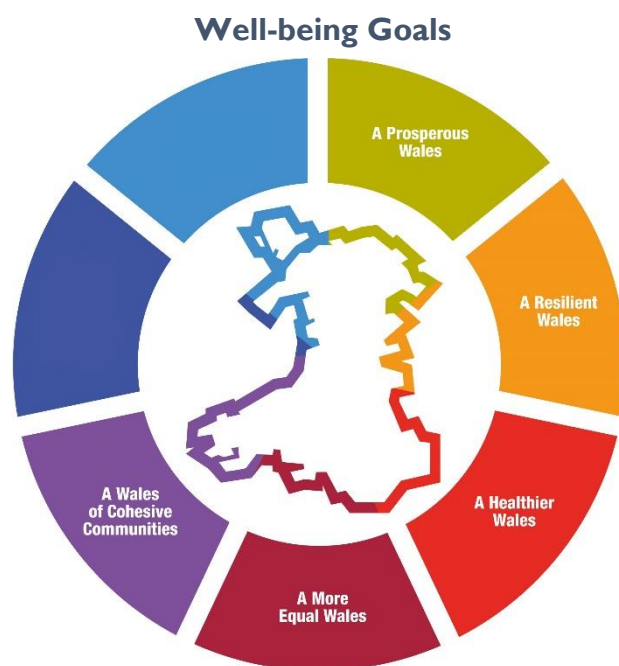 Well-being Goals
A Prosperous
Wales
A Resilient
Wales
A Healthier
Wales
A More
Equal Wales
A Wales
of Cohesive
Communities